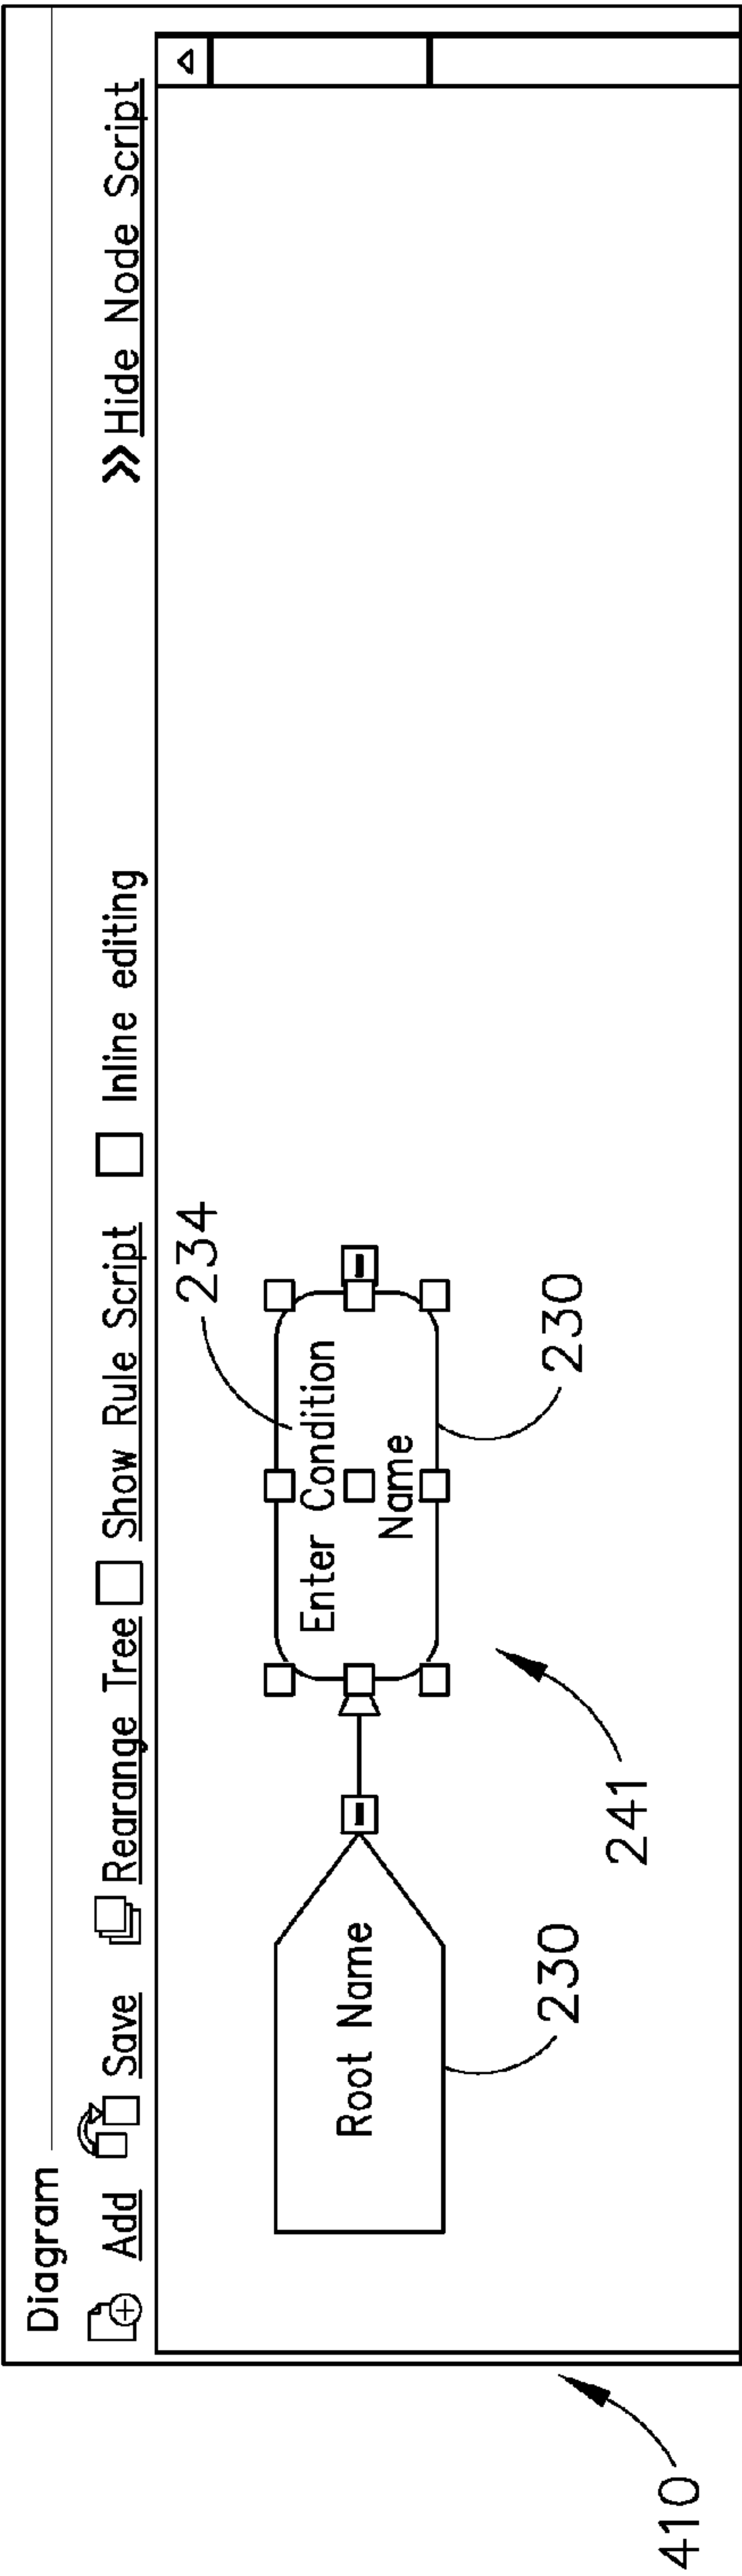 Diagram
Add Save Rearange Tree Show Rule Script Inline editing >>Hide Node Script
234
Enter Condition
Name
Root Name
230
230
241
410